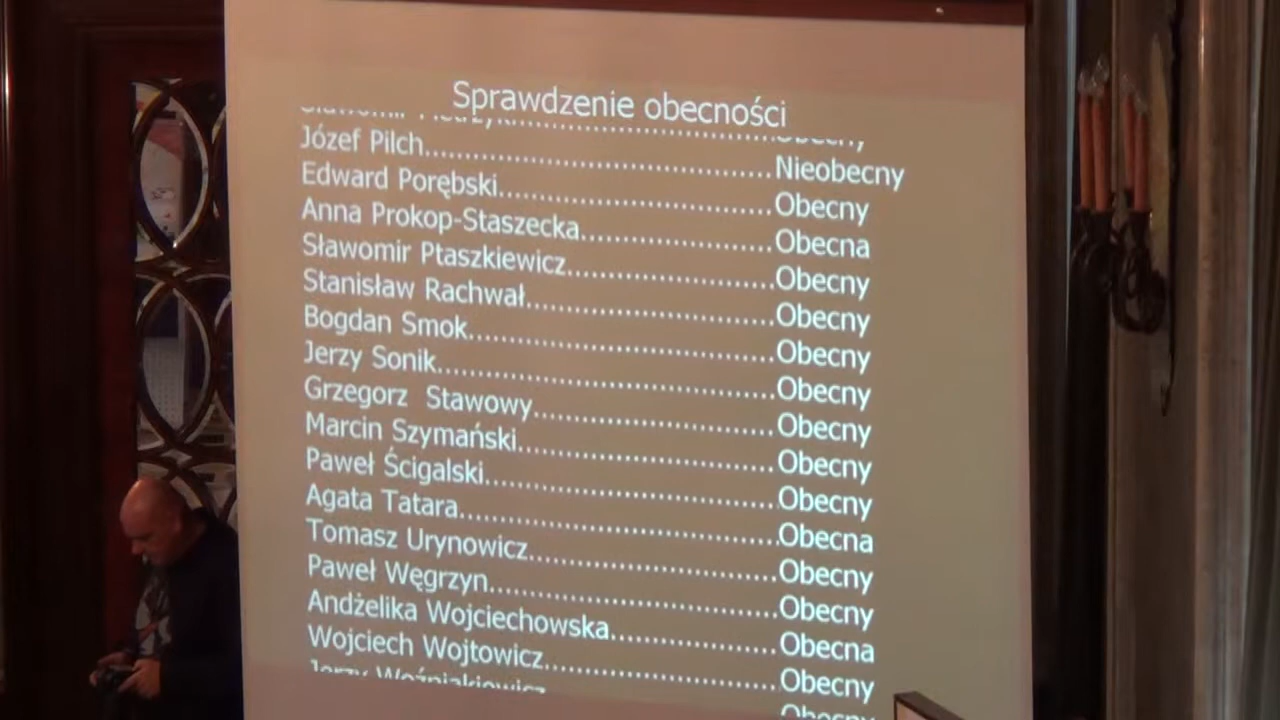 Sprawdzenie obecności
Józef Pilch........................................Nieobecny
Edward Porębski................................Obecny
Anna Prokop-Staszecka......................Obecna
Sławomir Ptaszkiewicz.......................Obecny
Stanisław Rachwał.............................Obecny
Bogdan Smok...................................Obecny
Jerzy Sonik.......................................Obecny
Grzegorz  Stawowy............................Obecny
Marcin Szymański..............................Obecny
Paweł Ścigalski..................................Obecny
Agata Tatara.....................................Obecna
Tomasz Urynowicz.............................Obecny
Paweł Węgrzyn.................................Obecny
Andżelika Wojciechowska...................Obecna
Wojciech Wojtowicz...........................Obecny